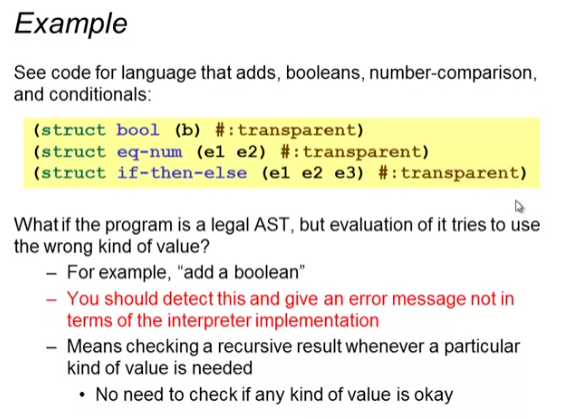 Example
See code for language that adds, booleans, number-comparison,
and conditionals:
(struct bool (b) #:transparent)
(struct eq-num (e1 e2) #:transparent)
(struct if-then-else (e1 e2 e3) #:transparent)
What if the program is a legal AST, but evaluation of it tries to use
the wrong kind of value?
– For example, “add a boolean”
– You should detect this and give an error message not in
terms of the interpreter implementation
– Means checking a recursive result whenever a particular
kind of value is needed
• No need to check if any kind of value is okay